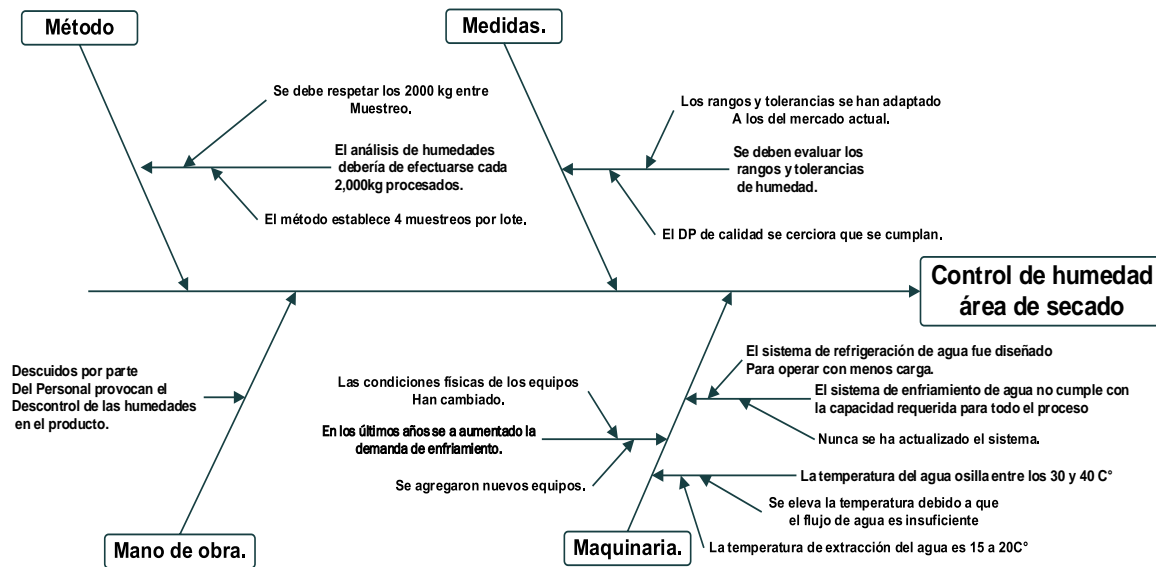 Método
Medidas.
Se debe respetar los 2000 kg entre
Muestreo.
El análisis de humedades
debería de efectuarse cada
2,000kg procesados.
El método establece 4 muestreos por lote.
Los rangos y tolerancias se han adaptado
A los del mercado actual.
Se deben evaluar los
rangos y tolerancias
de humedad.
El DP de calidad se cerciora que se cumplan.
Control de humedad
área de secado
Descuidos por parte
Del Personal provocan el
Descontrol de las humedades
en el producto.
Las condiciones físicas de los equipos
Han cambiado.
En los últimos años se a aumentado la
demanda de enfriamiento.
Se agregaron nuevos equipos.
El sistema de refrigeración de agua fue diseñado
Para operar con menos carga.
El sistema de enfriamiento de agua no cumple con
la capacidad requerida para todo el proceso
Nunca se ha actualizado el sistema.
La temperatura del agua osilla entre los 30 y 40 C°
Se eleva la temperatura debido a que
el flujo de agua es insuficiente
La temperatura de extracción del agua es 15 a 20C°
Mano de obra.
Maquinaria.